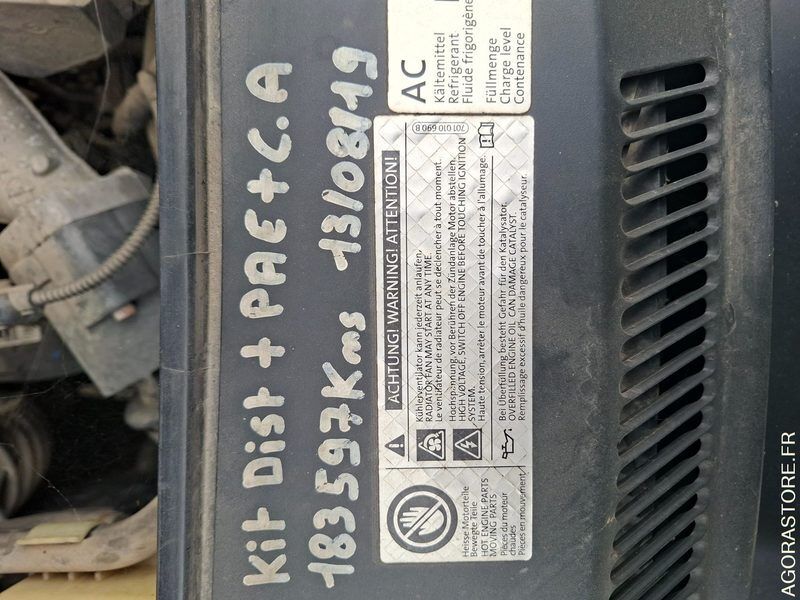 Kit Dist + PAE + C.A
183597Kms 13/08/19
AC
Kältemittel
Refrigerant
Fluide frigorigène
Füllmenge
Charge level
Contenance
ACHTUNG! WARNING! ATTENTION!
701 010 690 B
Kühlerventilator kann jederzeit anlaufen.
RADIATOR FAN MAY START AT ANY TIME.
Le ventilateur de radiateur peut se déclencher à tout moment.
Hochspannung, vor Berühren der Zündanlage Motor abstellen.
HIGH VOLTAGE, SWITCH OFF ENGINE BEFORE TOUCHING IGNITION
SYSTEM.
Haute tension, arrêter le moteur avant de toucher à l'allumage.
Bei Überfüllung besteht Gefahr für den Katalysator.
OVERFILLED ENGINE OIL CAN DAMAGE CATALYST.
Remplissage excessif d'huile dangereux pour le catalyseur.
Heisse Motorteile
Bewegte Teile
HOT ENGINE PARTS
MOVING PARTS
Pièces du moteur
chaudes
Pièces en mouvement
AGORASTORE.FR